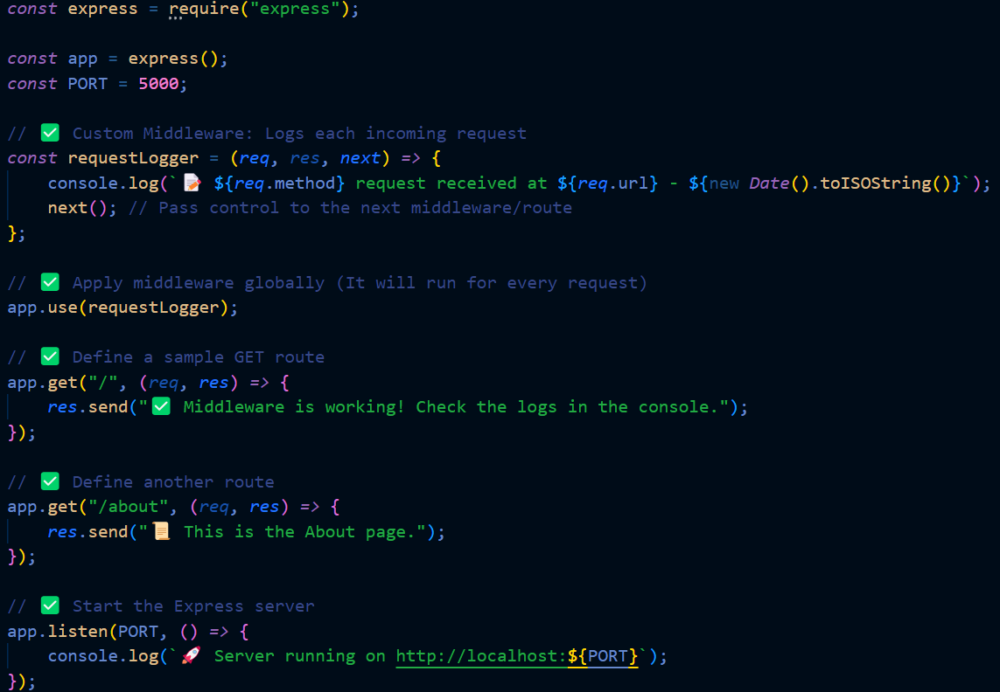 const express = require("express");
const app = express();
const PORT = 5000;
// ✅ Custom Middleware: Logs each incoming request
const requestLogger = (req, res, next) => {
    console.log(`📝 ${req.method} request received at ${req.url} - ${new Date().toISOString()}`);
    next(); // Pass control to the next middleware/route
};
// ✅ Apply middleware globally (It will run for every request)
app.use(requestLogger);
// ✅ Define a sample GET route
app.get("/", (req, res) => {
    res.send("✅ Middleware is working! Check the logs in the console.");
});
// ✅ Define another route
app.get("/about", (req, res) => {
    res.send("📜 This is the About page.");
});
// ✅ Start the Express server
app.listen(PORT, () => {
    console.log(`🚀 Server running on http://localhost:${PORT}`);
});